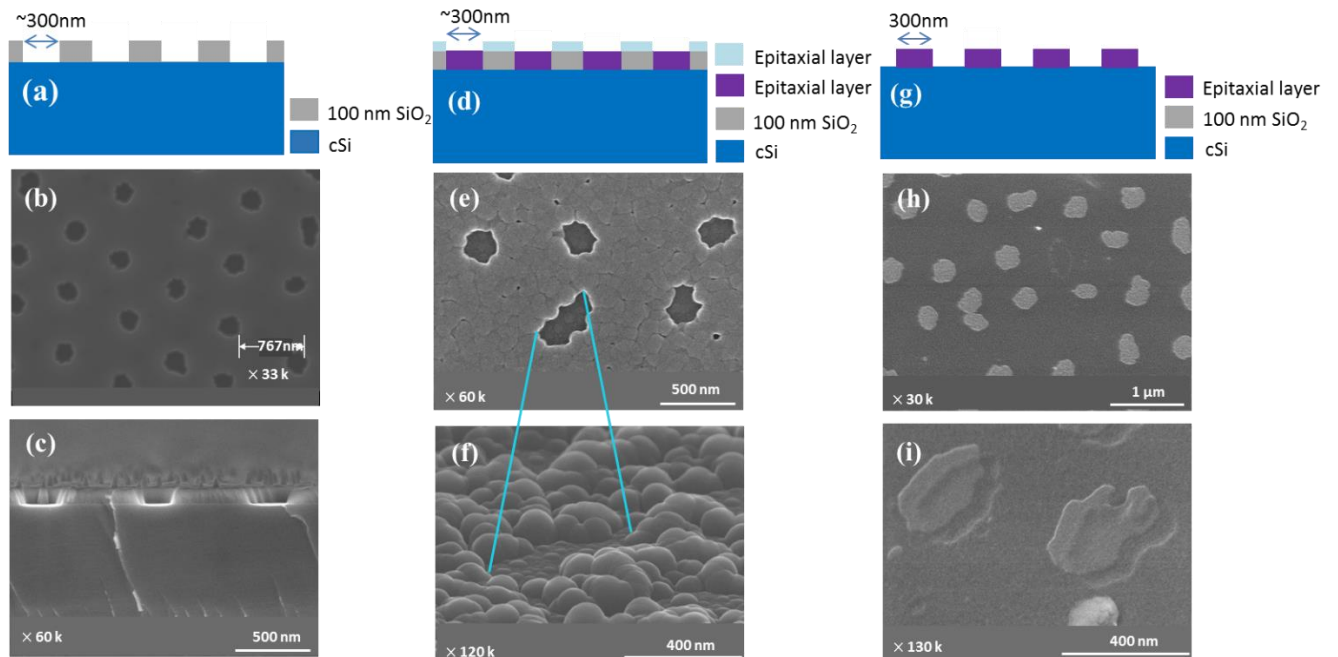 ~300nm
(a)
100 nm SiO₂
cSi
(b)
767nm
× 33 k
(c)
× 60 k
500 nm
~300nm
(d)
Epitaxial layer
Epitaxial layer
100 nm SiO₂
cSi
(e)
× 60 k
500 nm
(f)
× 120 k
400 nm
300nm
(g)
Epitaxial layer
100 nm SiO₂
cSi
(h)
× 30 k
1 μm
(i)
× 130 k
400 nm